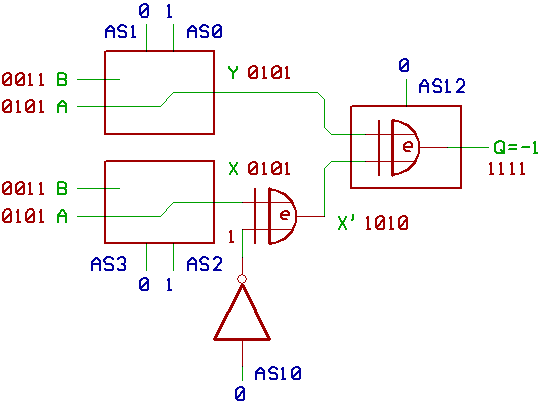 0 1
AS1 AS0
0011 B
0101 A
Y 0101
0
AS12
e
Q=-1
1111
0011 B
0101 A
X 0101
e
1
X' 1010
AS3 AS2
0 1
AS10
0